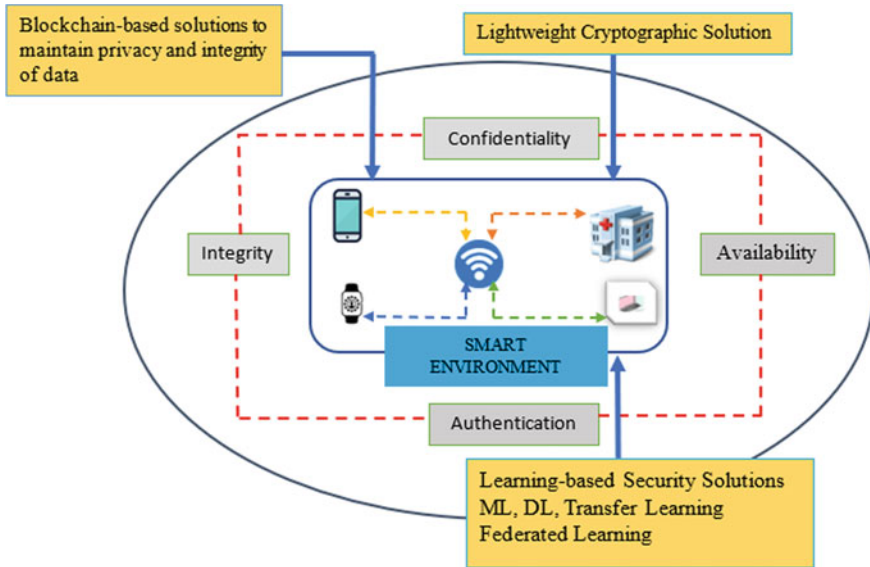 Blockchain-based solutions to
maintain privacy and integrity
of data
Lightweight Cryptographic Solution
Confidentiality
Integrity
Availability
SMART
ENVIRONMENT
Authentication
Learning-based Security Solutions
ML, DL, Transfer Learning
Federated Learning